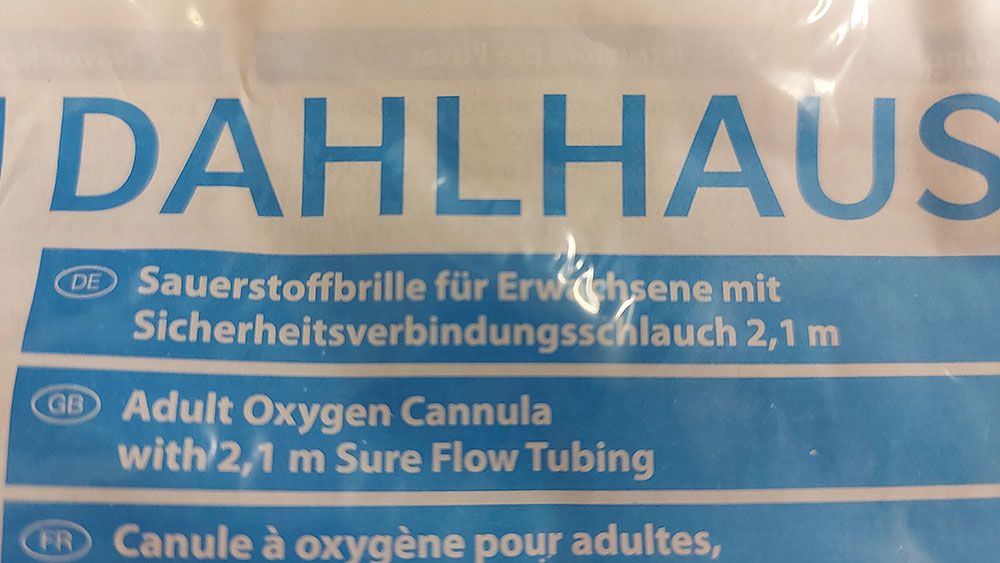 DAHLHAUS
DE Sauerstoffbrille für Erwachsene mit
Sicherheitsverbindungsschlauch 2,1 m
GB Adult Oxygen Cannula
with 2,1 m Sure Flow Tubing
FR Canule à oxygène pour adultes,